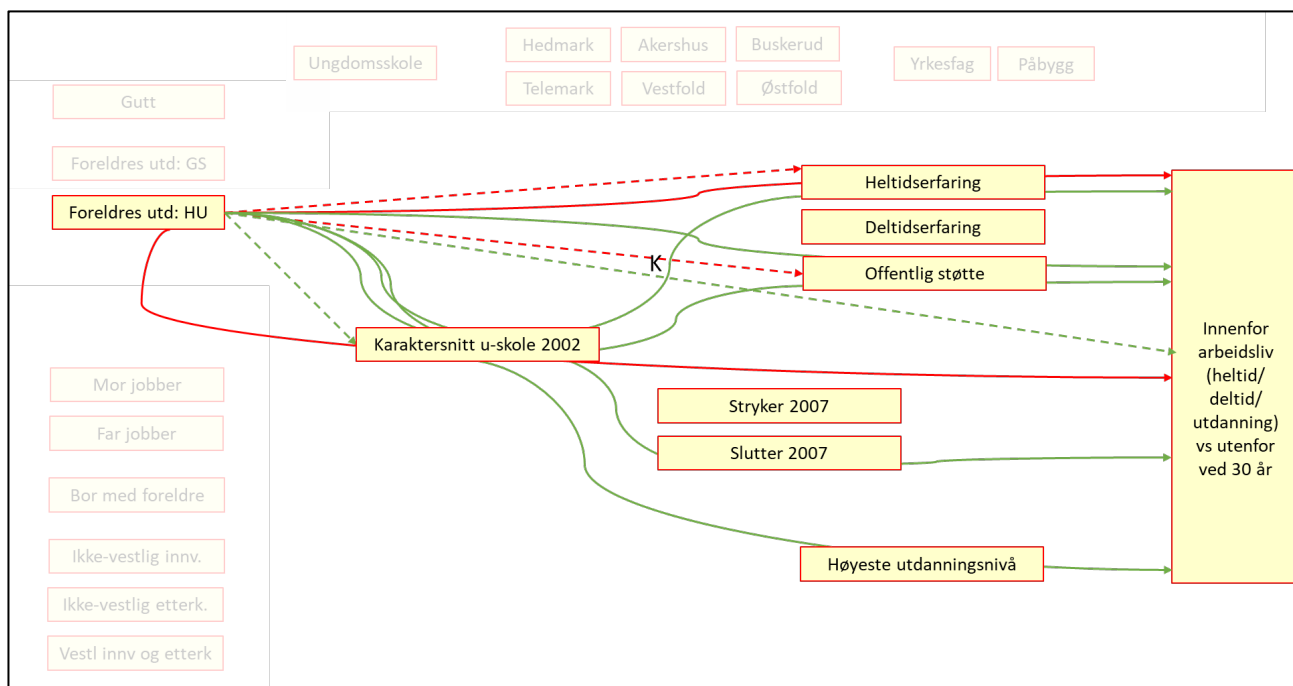 Hedmark
Akershus
Buskerud
Ungdomsskole
Yrkesfag
Påbygg
Telemark
Vestfold
Østfold
Gutt
Foreldres utd: GS
Foreldres utd: HU
Heltidserfaring
Deltidserfaring
K
Offentlig støtte
Karaktersnitt u-skole 2002
Innenfor
arbeidsliv
(heltid/
deltid/
utdanning)
vs utenfor
ved 30 år
Mor jobber
Far jobber
Stryker 2007
Slutter 2007
Bor med foreldre
Ikke-vestlig innv.
Høyeste utdanningsnivå
Ikke-vestlig etterk.
Vestl innv og etterk